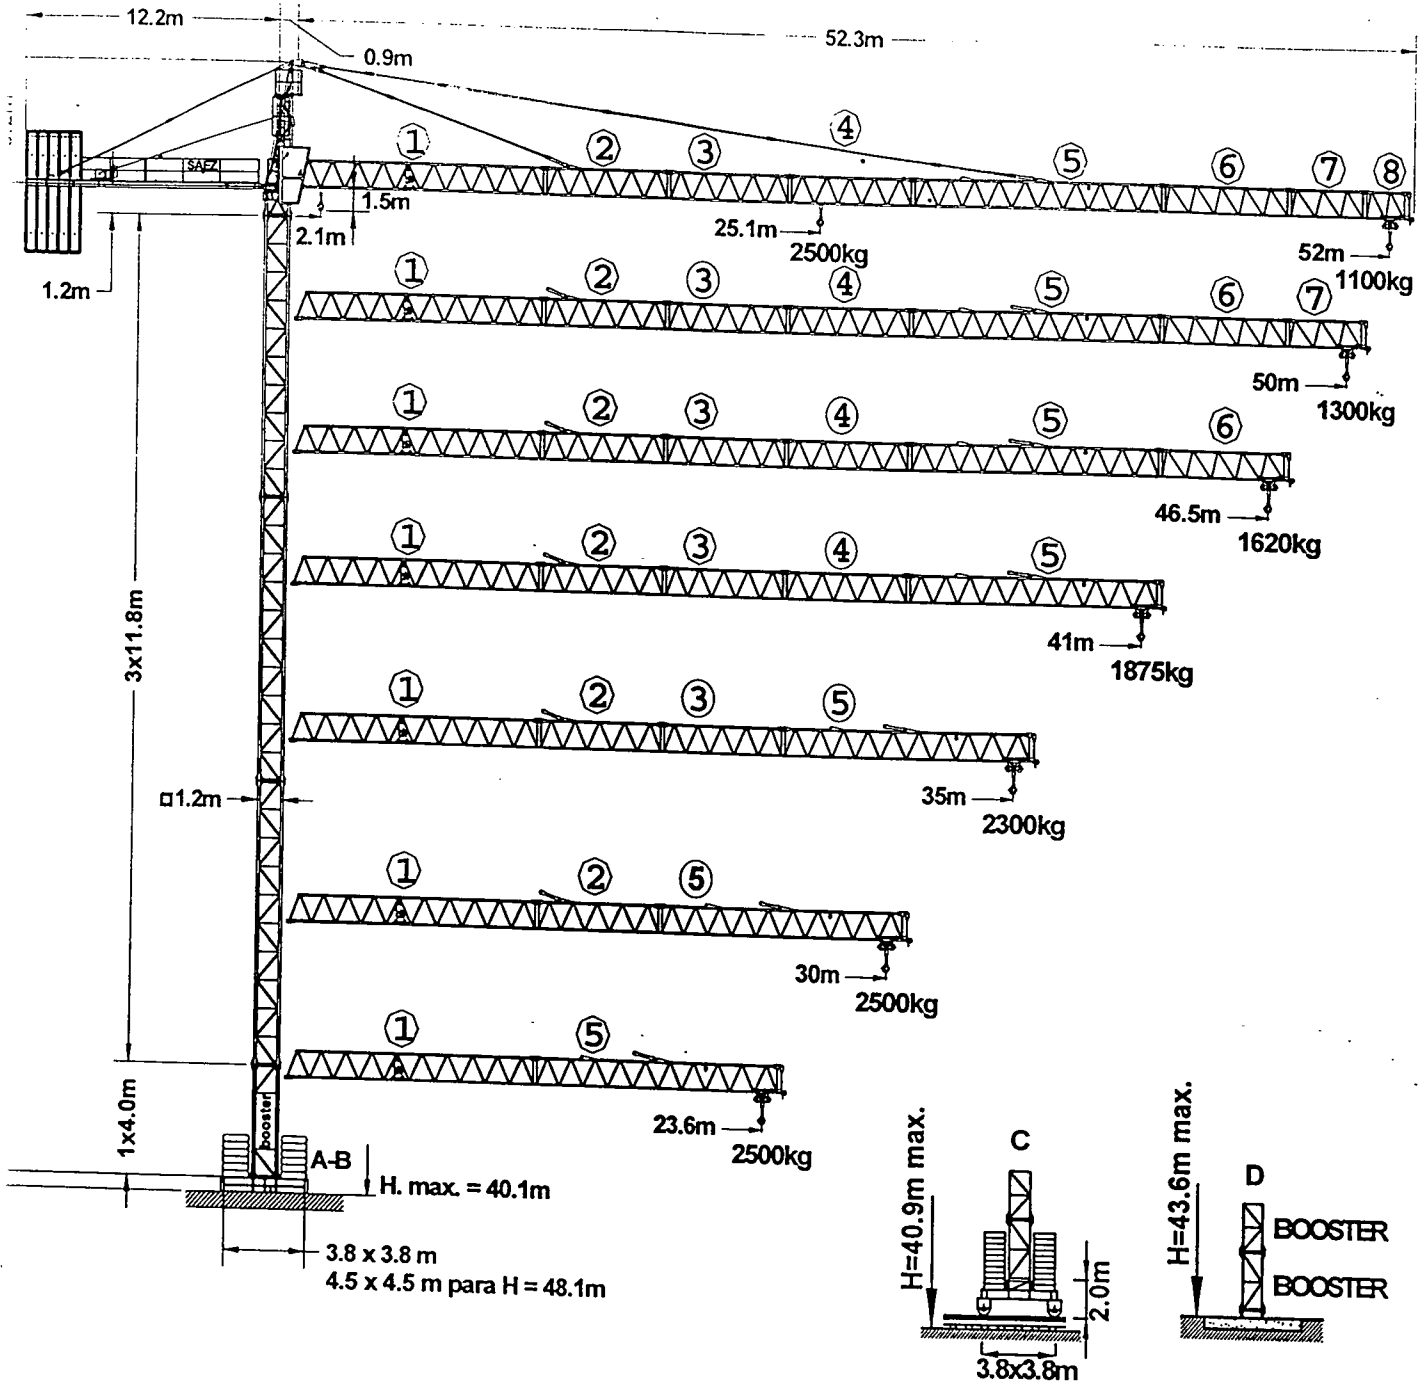 12.2m
52.3m
0.9m
SAEZ
1 2 3 4 5 6 7 8
1.5m
2.1m
1.2m
25.1m
2500kg
52m
1100kg
1 2 3 4 5 6 7
50m
1300kg
1 2 3 4 5 6
46.5m
1620kg
1 2 3 4 5
41m
1875kg
3x11.8m
1 2 3 5
35m
2300kg
□1.2m
1 2 5
30m
2500kg
1 5
23.6m
2500kg
1x4.0m
booster
A-B
H. max. = 40.1m
3.8 x 3.8 m
4.5 x 4.5 m para H = 48.1m
C
H=40.9m max.
2.0m
3.8x3.8m
D
H=43.6m max.
BOOSTER
BOOSTER